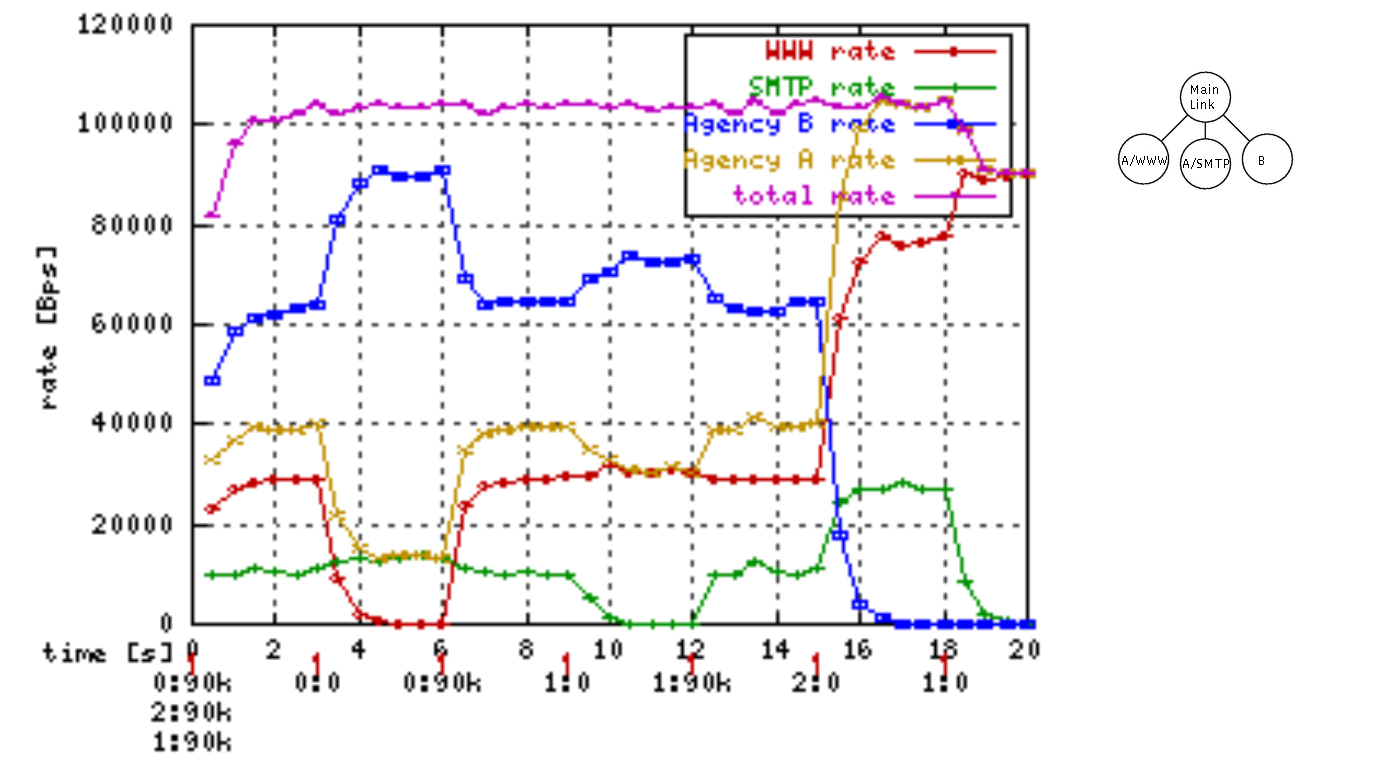 120000
100000
80000
60000
40000
20000
0
rate [Bps]
WWW rate
SMTP rate
Agency B rate
Agency A rate
total rate
time [s] 0 2 4 6 8 10 12 14 16 18 20
0:90k 0:0 0:90k 1:0 1:90k 2:0 1:0
2:90k
1:90k
Main
Link
A/WWW A/SMTP B